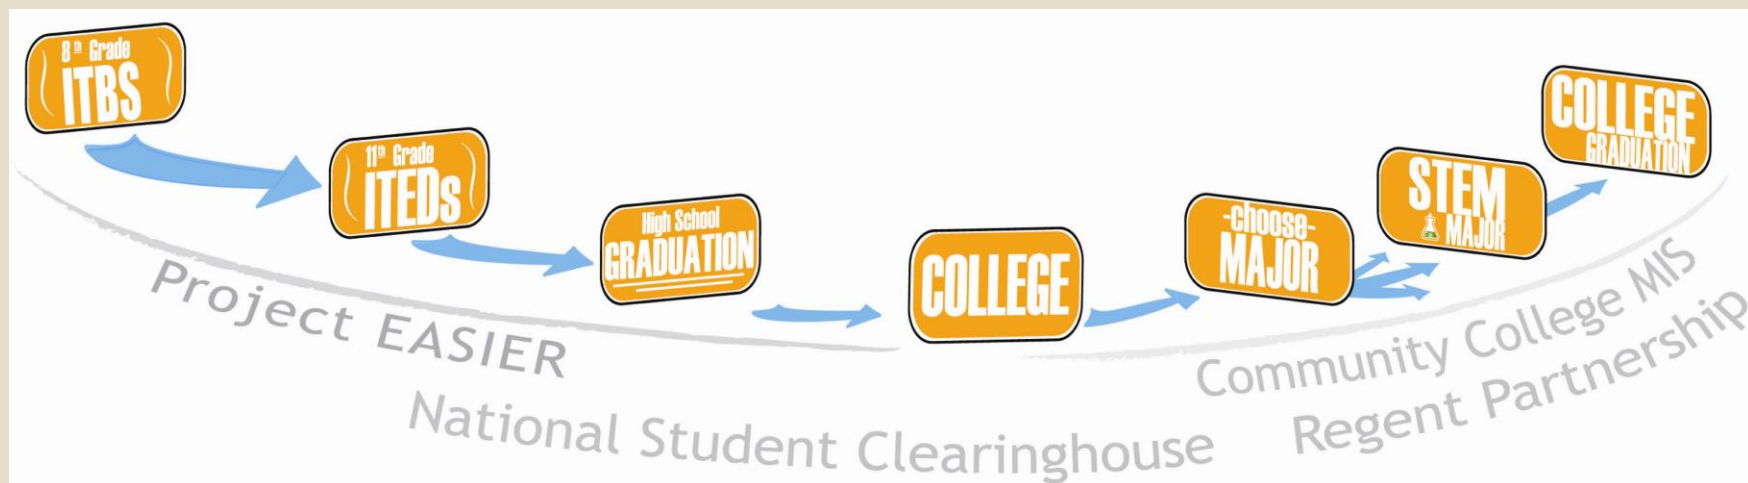 8th Grade
ITBS
11th Grade
ITEDs
High School
GRADUATION
COLLEGE
-choose-
MAJOR
STEM
MAJOR
COLLEGE
GRADUATION
Project EASIER
National Student Clearinghouse
Community College MIS
Regent Partnership